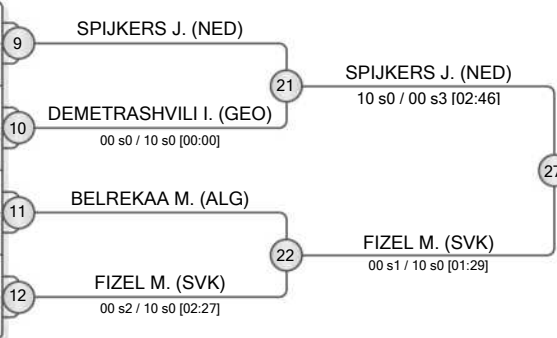 9
SPIJKERS J. (NED)
21
SPIJKERS J. (NED)
10 s0 / 00 s3 [02:46]
10
DEMETRASHVILI I. (GEO)
00 s0 / 10 s0 [00:00]
27
11
BELREKAA M. (ALG)
22
FIZEL M. (SVK)
00 s1 / 10 s0 [01:29]
12
FIZEL M. (SVK)
00 s2 / 10 s0 [02:27]